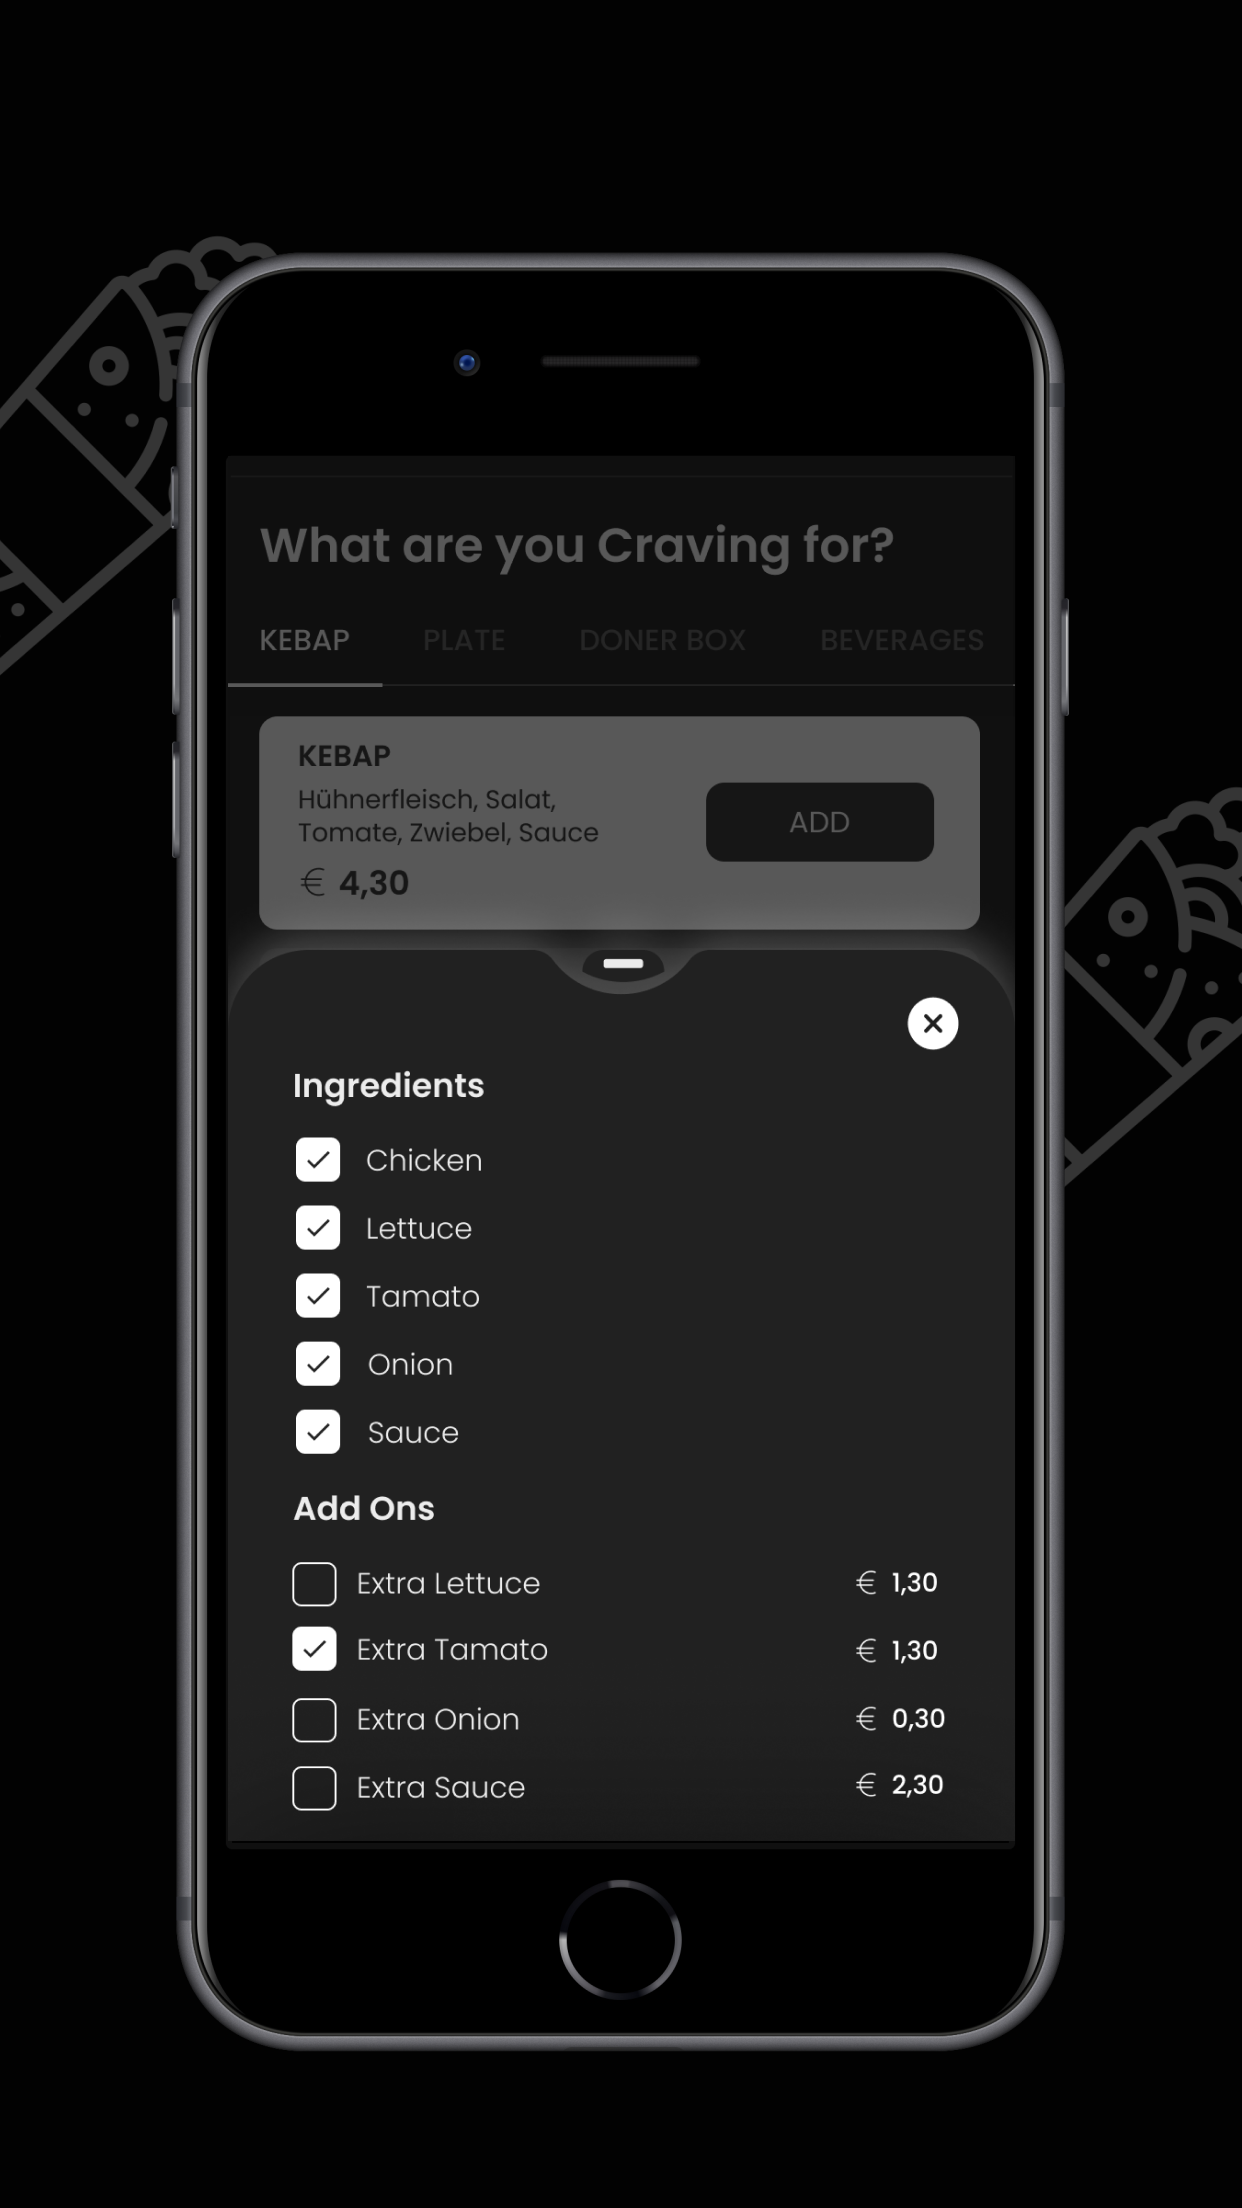 What are you Craving for?
KEBAP PLATE DONER BOX BEVERAGES
KEBAP
Hühnerfleisch, Salat,
Tomate, Zwiebel, Sauce
ADD
€ 4,30
Ingredients
Chicken
Lettuce
Tamato
Onion
Sauce
Add Ons
Extra Lettuce € 1,30
Extra Tamato € 1,30
Extra Onion € 0,30
Extra Sauce € 2,30